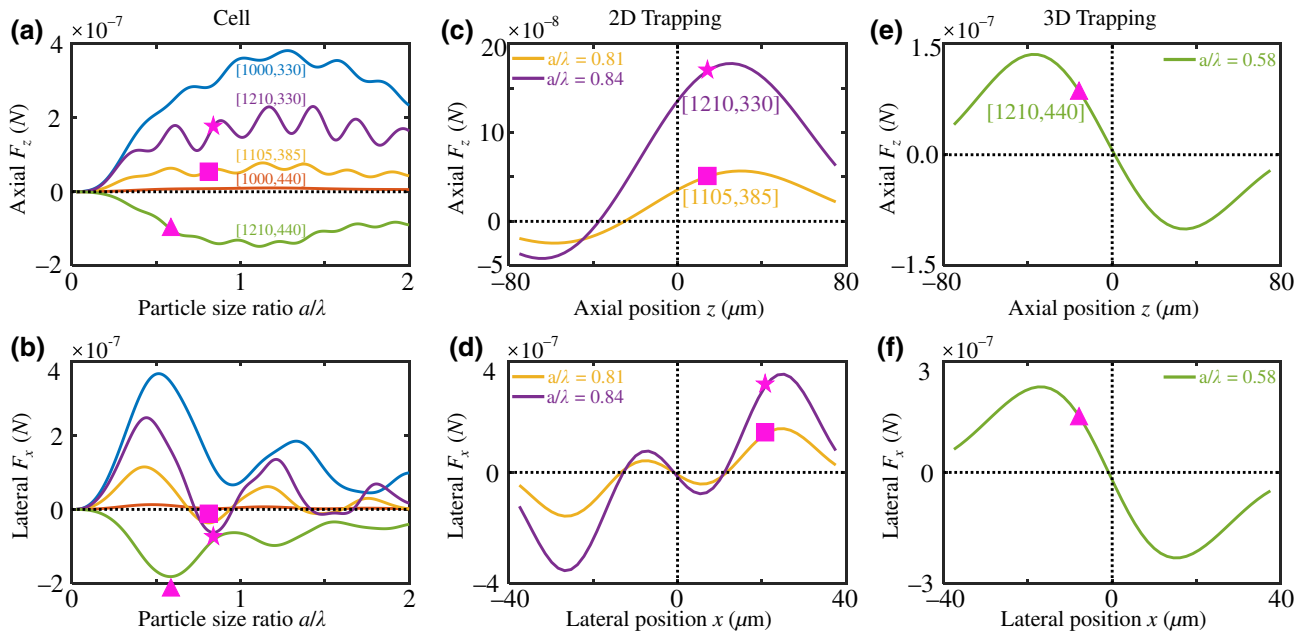 Cell
2D Trapping
3D Trapping
(a)
×10⁻⁷
4
2
0
−2
Axial F_z (N)
[1000,330]
[1210,330]
[1105,385]
[1000,440]
[1210,440]
0
1
2
Particle size ratio a/λ
(c)
×10⁻⁸
20
10
0
−5
Axial F_z (N)
a/λ = 0.81
a/λ = 0.84
[1210,330]
[1105,385]
−80
0
80
Axial position z (μm)
(e)
×10⁻⁷
1.5
0.0
−1.5
Axial F_z (N)
a/λ = 0.58
[1210,440]
−80
0
80
Axial position z (μm)
(b)
×10⁻⁷
4
2
0
−2
Lateral F_x (N)
0
1
2
Particle size ratio a/λ
(d)
×10⁻⁷
4
0
−4
Lateral F_x (N)
a/λ = 0.81
a/λ = 0.84
−40
0
40
Lateral position x (μm)
(f)
×10⁻⁷
3
0
−3
Lateral F_x (N)
a/λ = 0.58
−40
0
40
Lateral position x (μm)